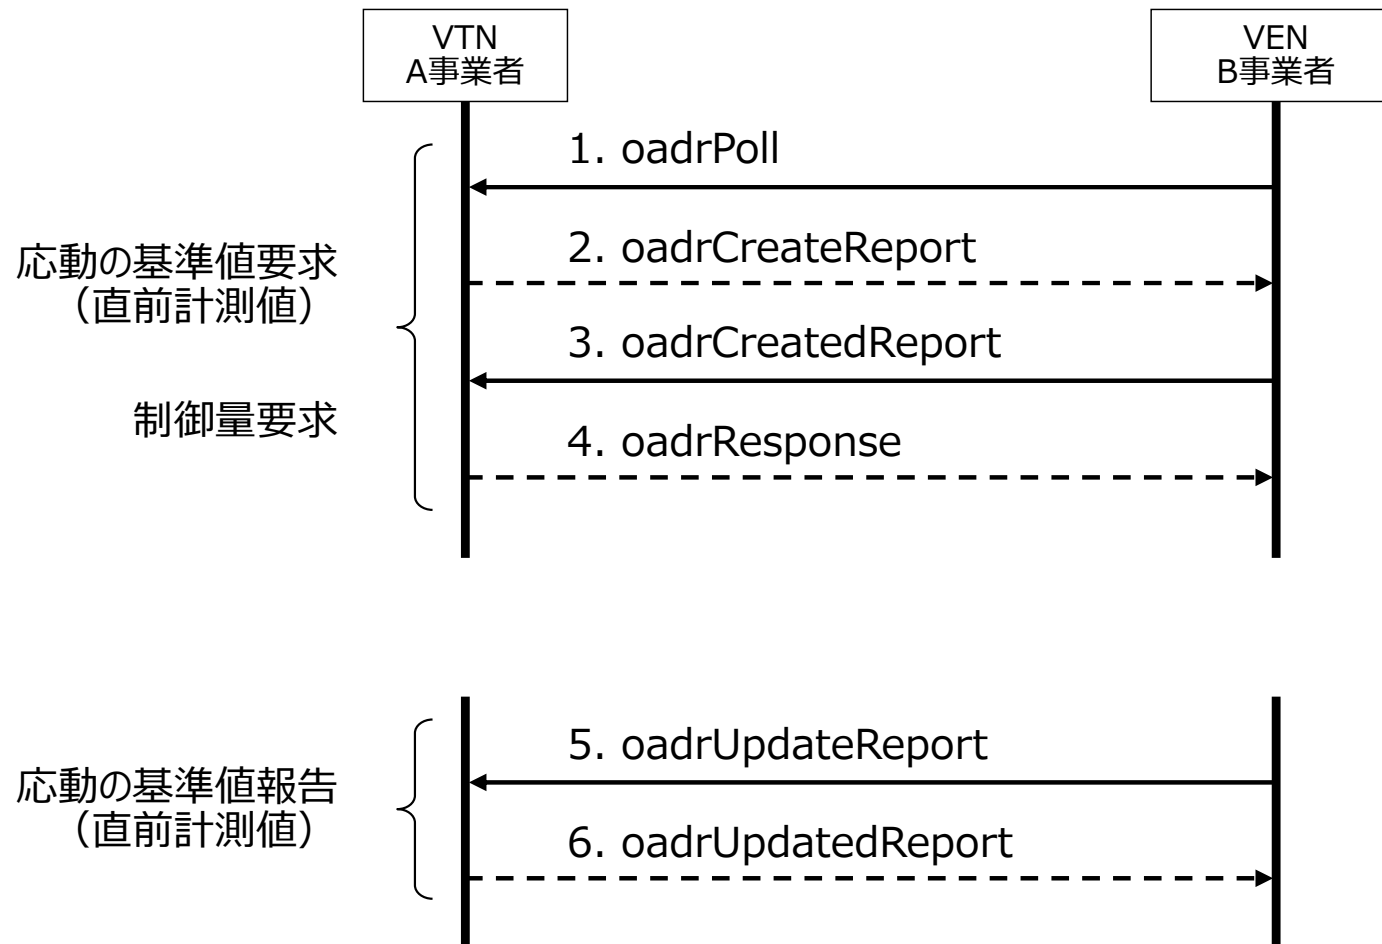 VTN
A事業者
VEN
B事業者
1. oadrPoll
2. oadrCreateReport
応動の基準値要求
（直前計測値）
3. oadrCreatedReport
制御量要求
4. oadrResponse
5. oadrUpdateReport
応動の基準値報告
（直前計測値）
6. oadrUpdatedReport